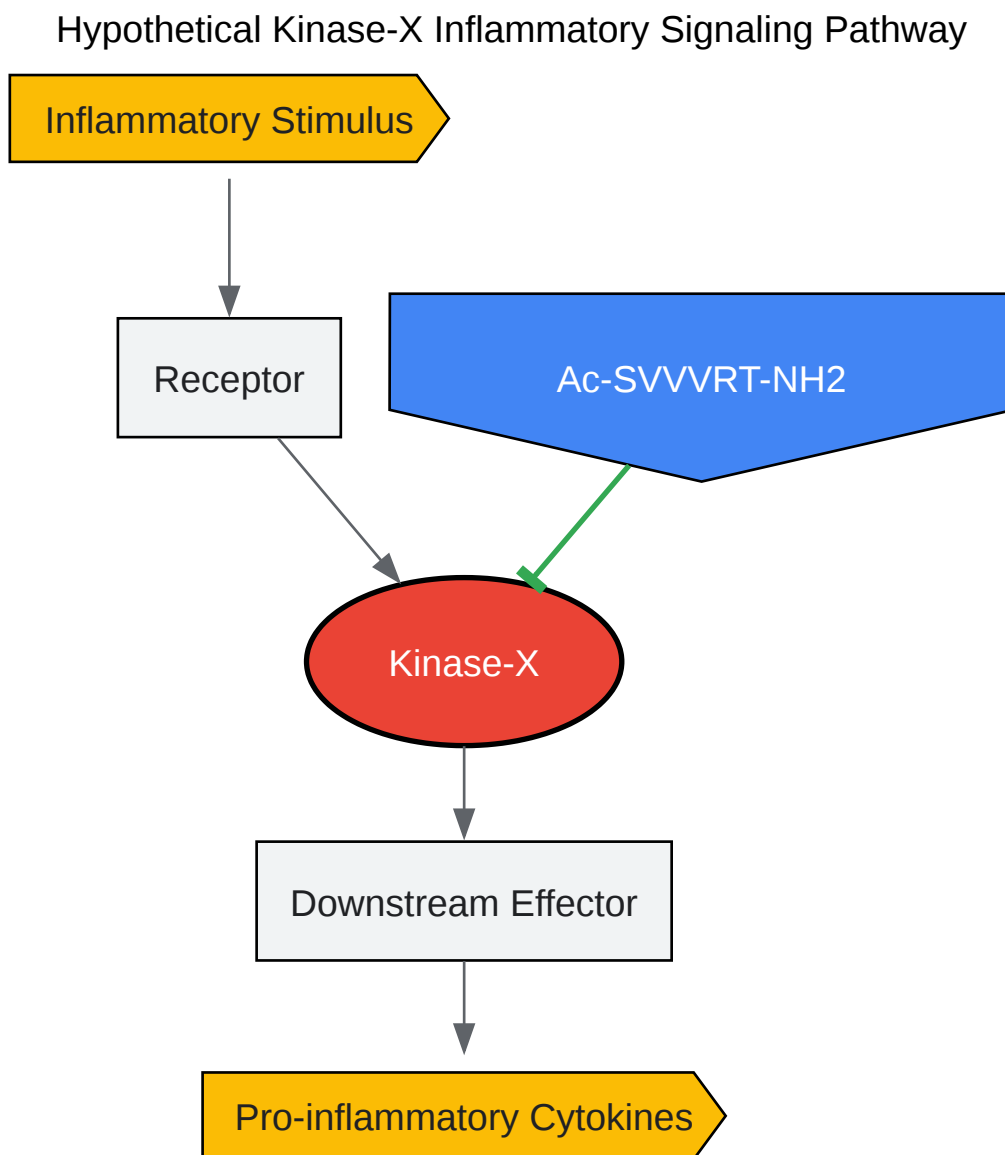 Hypothetical Kinase-X Inflammatory Signaling Pathway
Inflammatory Stimulus
Receptor
Ac-SVVVRT-NH2
Kinase-X
Downstream Effector
Pro-inflammatory Cytokines